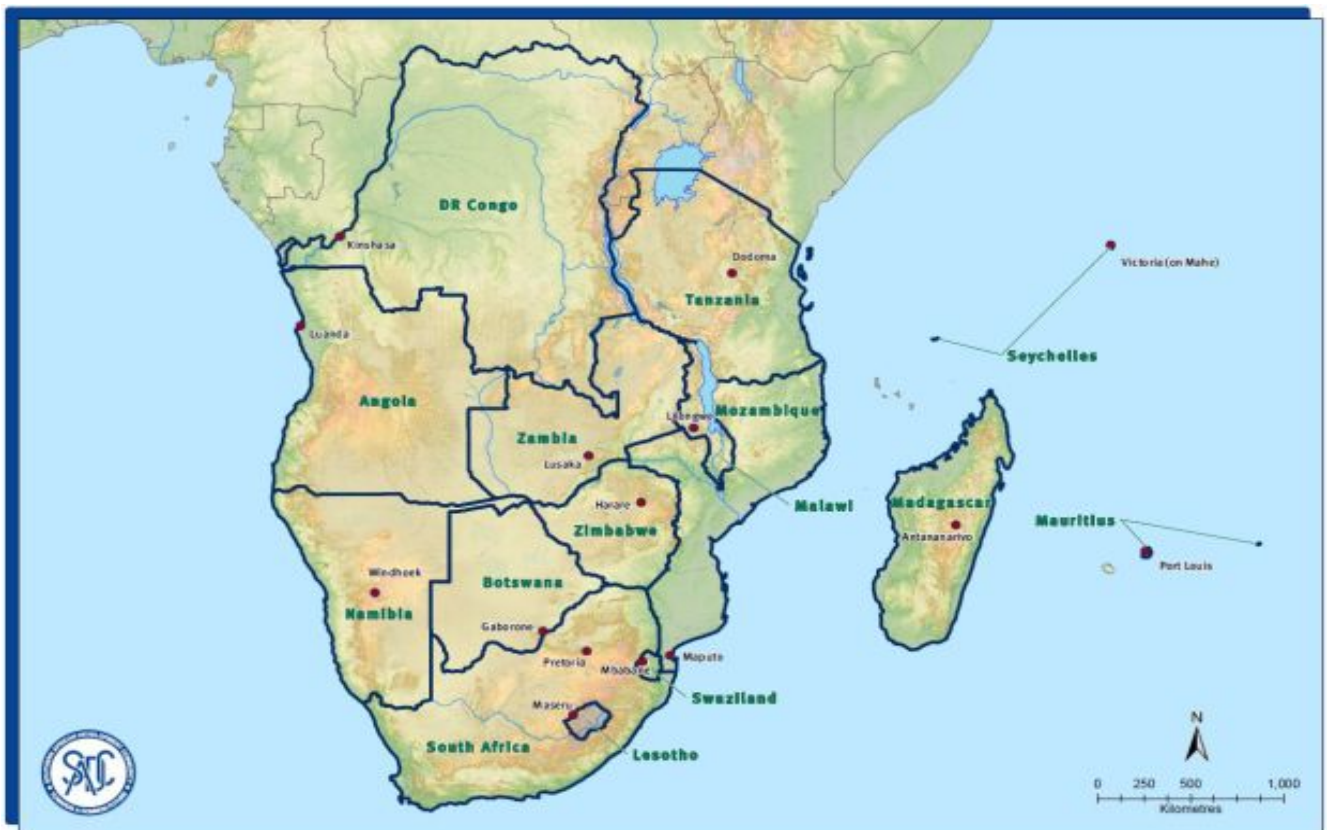 DR Congo
Kinshasa
Dodoma
Victoria (on Mahe)
Tanzania
Luanda
Seychelles
Angola
Mozambique
Lilongwe
Zambia
Lusaka
Malawi
Harare
Madagascar
Zimbabwe
Mauritius
Antananarivo
Port Louis
Windhoek
Botswana
Namibia
Gaborone
Pretoria
Mbabane
Maputo
Swaziland
Maseru
South Africa
Lesotho
N
0 250 500 1,000
Kilometres
SADC